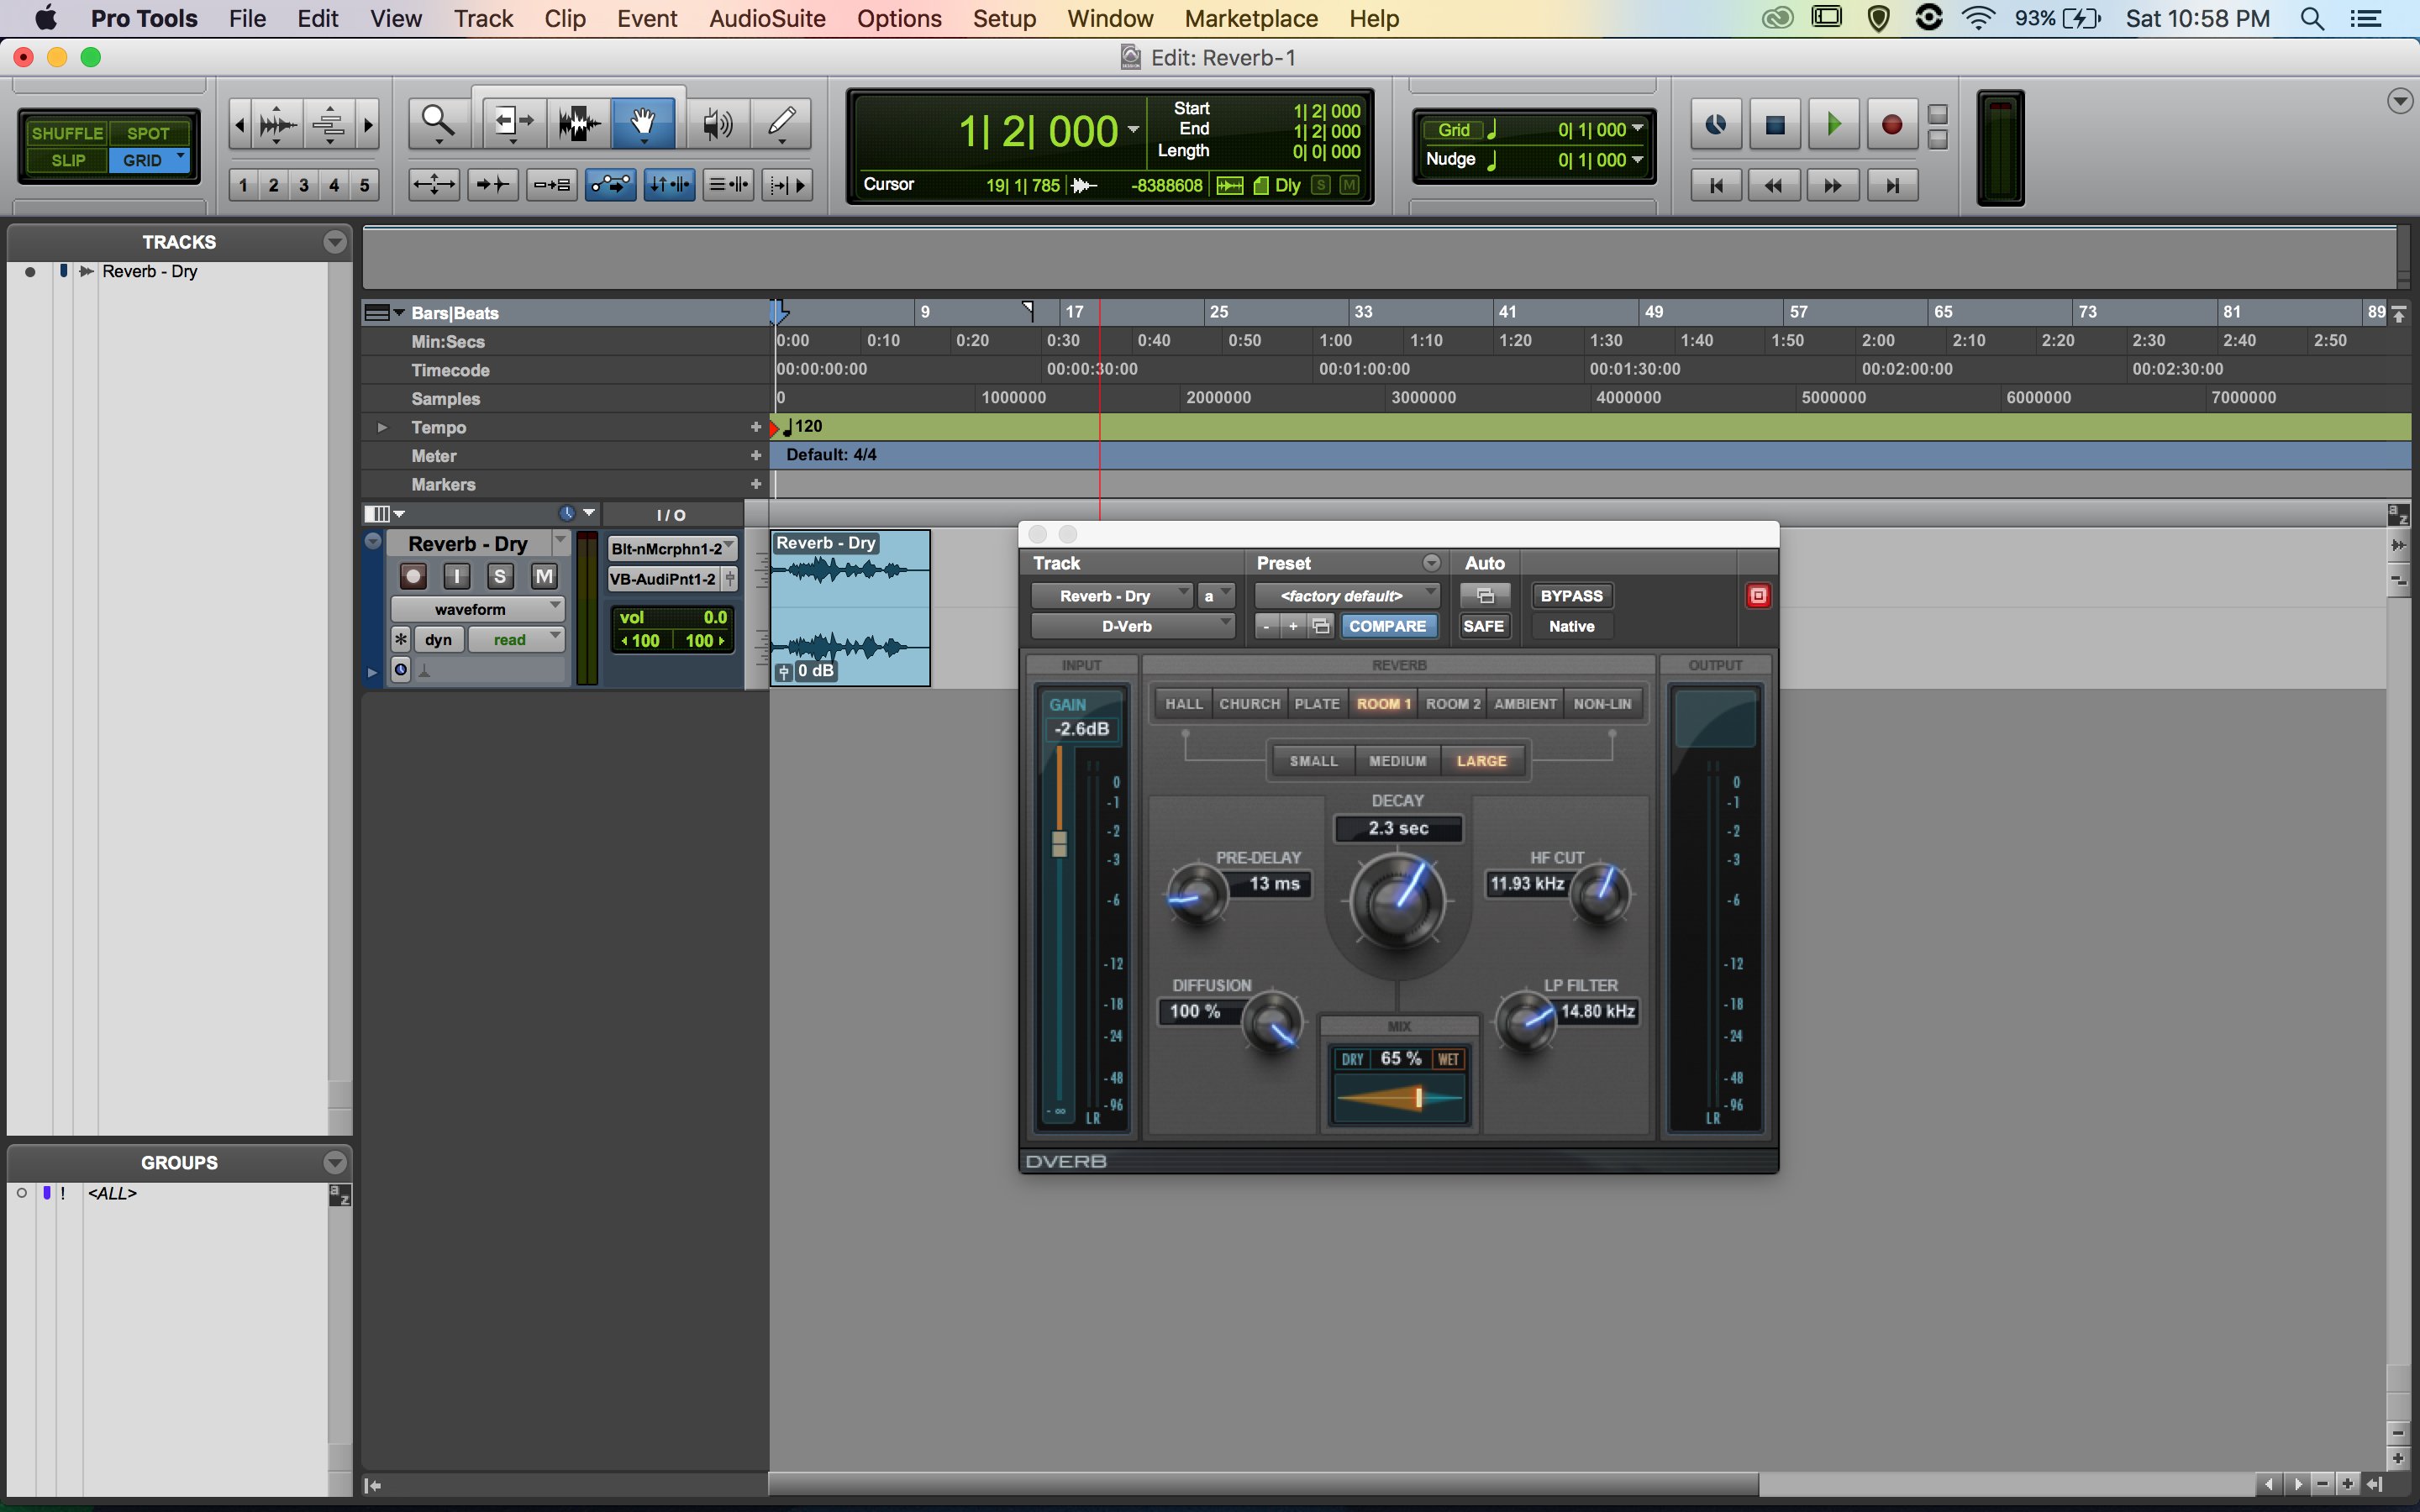 Pro Tools File Edit View Track Clip Event AudioSuite Options Setup Window Marketplace Help 93% Sat 10:58 PM
Edit: Reverb-1
SHUFFLE SPOT
SLIP GRID
1 2 3 4 5
1| 2| 000
Start 1| 2| 000
End 1| 2| 000
Length 0| 0| 000
Cursor 19| 1| 785 -8388608 Dly S M
Grid 0| 1| 000
Nudge 0| 1| 000
TRACKS
Reverb - Dry
Bars|Beats 9 17 25 33 41 49 57 65 73 81 89
Min:Secs 0:00 0:10 0:20 0:30 0:40 0:50 1:00 1:10 1:20 1:30 1:40 1:50 2:00 2:10 2:20 2:30 2:40 2:50
Timecode 00:00:00:00 00:00:30:00 00:01:00:00 00:01:30:00 00:02:00:00 00:02:30:00
Samples 0 1000000 2000000 3000000 4000000 5000000 6000000 7000000
Tempo + 120
Meter + Default: 4/4
Markers +
I / O
a z
Reverb - Dry
I S M
waveform
* dyn read
Blt-nMcrphn1-2
VB-AudiPnt1-2
vol 0.0
100 100
Reverb - Dry
0 dB
Track Preset Auto
Reverb - Dry a <factory default> BYPASS
D-Verb - + COMPARE SAFE Native
INPUT REVERB OUTPUT
GAIN
-2.6dB
HALL CHURCH PLATE ROOM 1 ROOM 2 AMBIENT NON-LIN
SMALL MEDIUM LARGE
DECAY
2.3 sec
PRE-DELAY
13 ms
HF CUT
11.93 kHz
DIFFUSION
100 %
LP FILTER
14.80 kHz
MIX
DRY 65 % WET
0
-1
-2
-3
-6
-12
-18
-24
-48
-96
- ∞
LR
0
-1
-2
-3
-6
-12
-18
-24
-48
-96
LR
DVERB
GROUPS
! <ALL>
a z